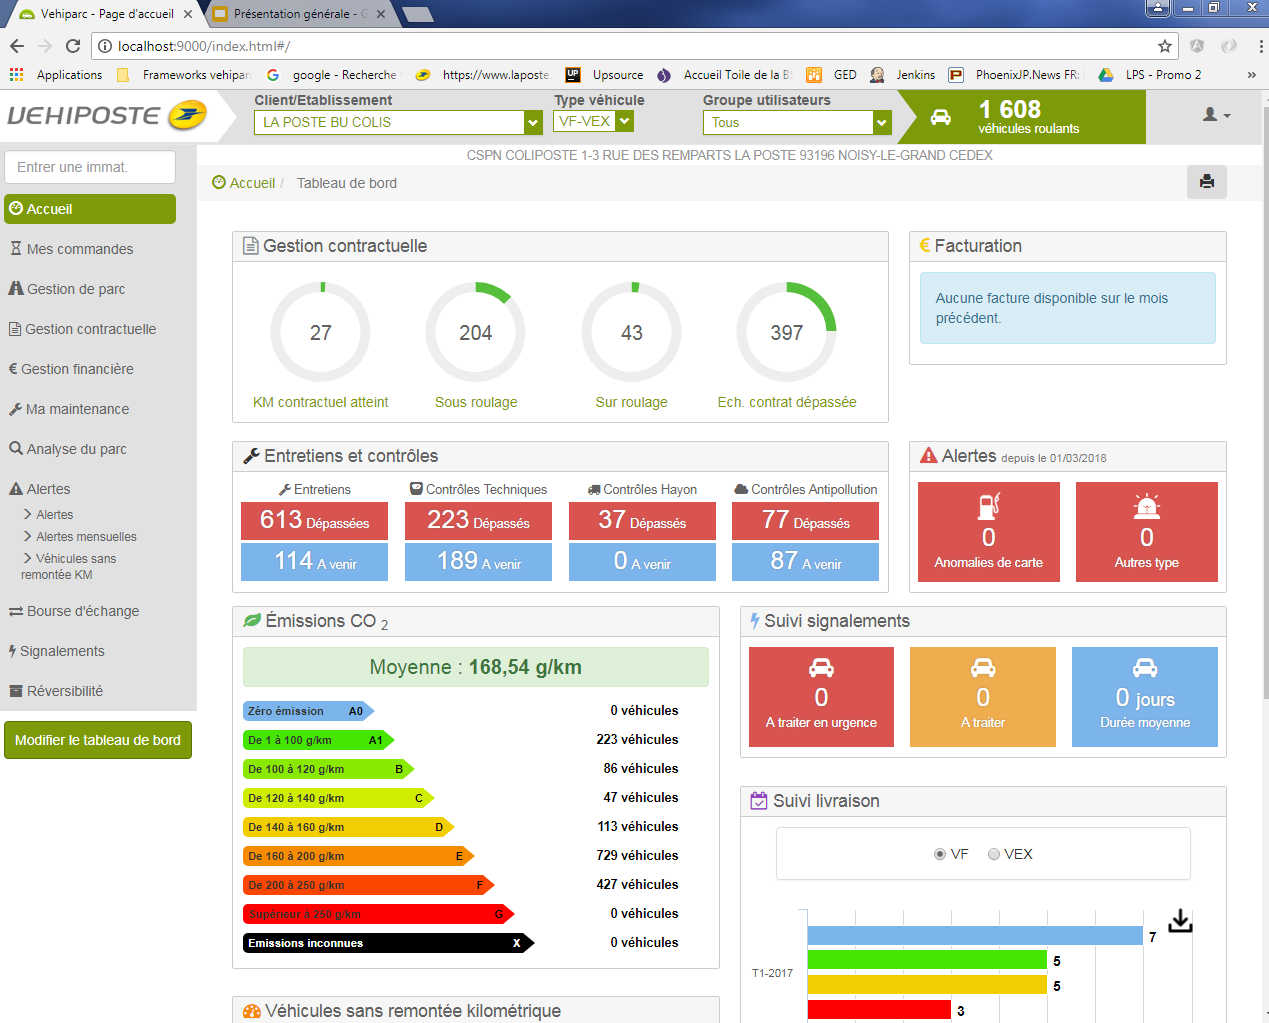 Vehiparc - Page d'accueil
Présentation générale - G
localhost:9000/index.html#/
Applications Frameworks vehiparc G google - Recherche https://www.laposte. UP Upsource Accueil Toile de la BS GED Jenkins P PhoenixJP.News FR: LPS - Promo 2 »
VEHIPOSTE
Client/Etablissement Type véhicule Groupe utilisateurs
LA POSTE BU COLIS VF-VEX Tous
1 608
véhicules roulants
CSPN COLIPOSTE 1-3 RUE DES REMPARTS LA POSTE 93196 NOISY-LE-GRAND CEDEX
Accueil / Tableau de bord
Entrer une immat.
Accueil
Mes commandes
Gestion de parc
Gestion contractuelle
€ Gestion financière
Ma maintenance
Analyse du parc
Alertes
> Alertes
> Alertes mensuelles
> Véhicules sans
remontée KM
Bourse d'échange
Signalements
Réversibilité
Modifier le tableau de bord
Gestion contractuelle
27 204 43 397
KM contractuel atteint Sous roulage Sur roulage Ech. contrat dépassée
€ Facturation
Aucune facture disponible sur le mois
précédent.
Entretiens et contrôles
Entretiens Contrôles Techniques Contrôles Hayon Contrôles Antipollution
613 Dépassées 223 Dépassés 37 Dépassés 77 Dépassés
114 A venir 189 A venir 0 A venir 87 A venir
Alertes depuis le 01/03/2018
0 0
Anomalies de carte Autres type
Émissions CO 2
Moyenne : 168,54 g/km
Zéro émission A0 0 véhicules
De 1 à 100 g/km A1 223 véhicules
De 100 à 120 g/km B 86 véhicules
De 120 à 140 g/km C 47 véhicules
De 140 à 160 g/km D 113 véhicules
De 160 à 200 g/km E 729 véhicules
De 200 à 250 g/km F 427 véhicules
Supérieur à 250 g/km G 0 véhicules
Emissions inconnues X 0 véhicules
Suivi signalements
0 0 0 jours
A traiter en urgence A traiter Durée moyenne
Suivi livraison
VF VEX
7
5
T1-2017
5
3
Véhicules sans remontée kilométrique